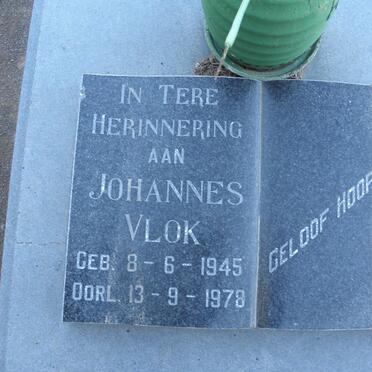 IN TERE
HERINNERING
AAN
JOHANNES
VLOK
GEB. 8 - 6 - 1945
OORL. 13 - 9 - 1978
GELOOF HOOP